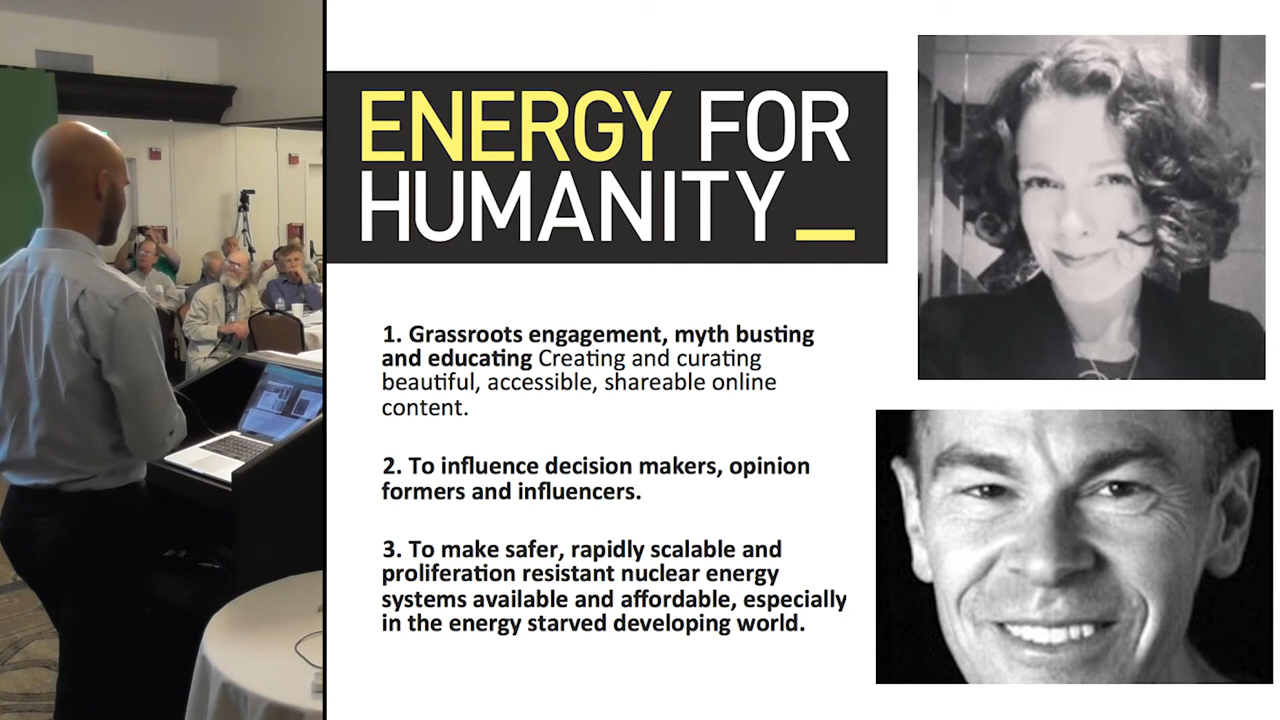 ENERGY FOR
HUMANITY_
1. Grassroots engagement, myth busting
and educating Creating and curating
beautiful, accessible, shareable online
content.
2. To influence decision makers, opinion
formers and influencers.
3. To make safer, rapidly scalable and
proliferation resistant nuclear energy
systems available and affordable, especially
in the energy starved developing world.